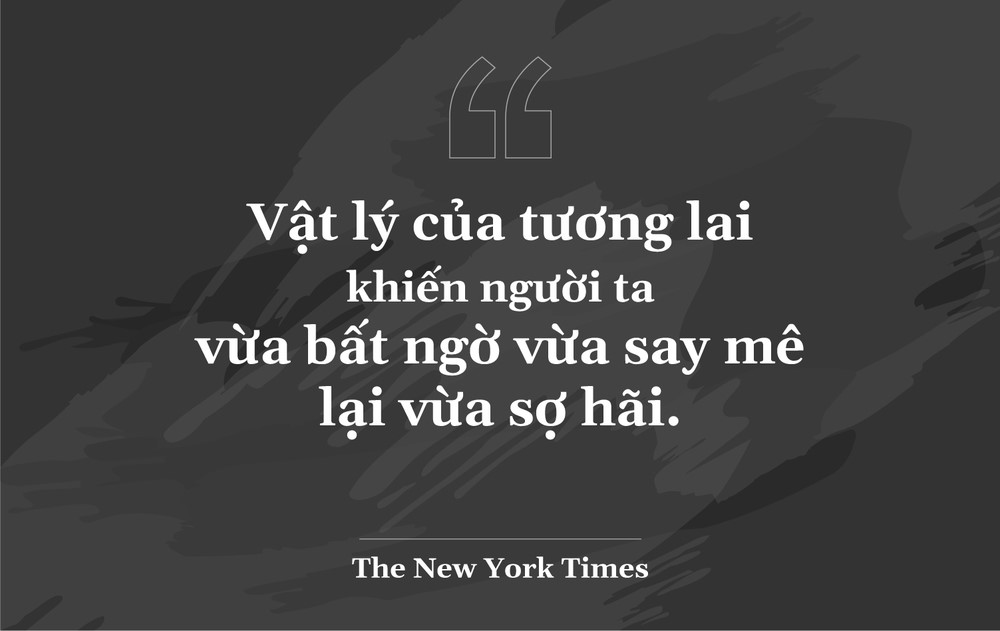 “
Vật lý của tương lai
khiến người ta
vừa bất ngờ vừa say mê
lại vừa sợ hãi.
The New York Times